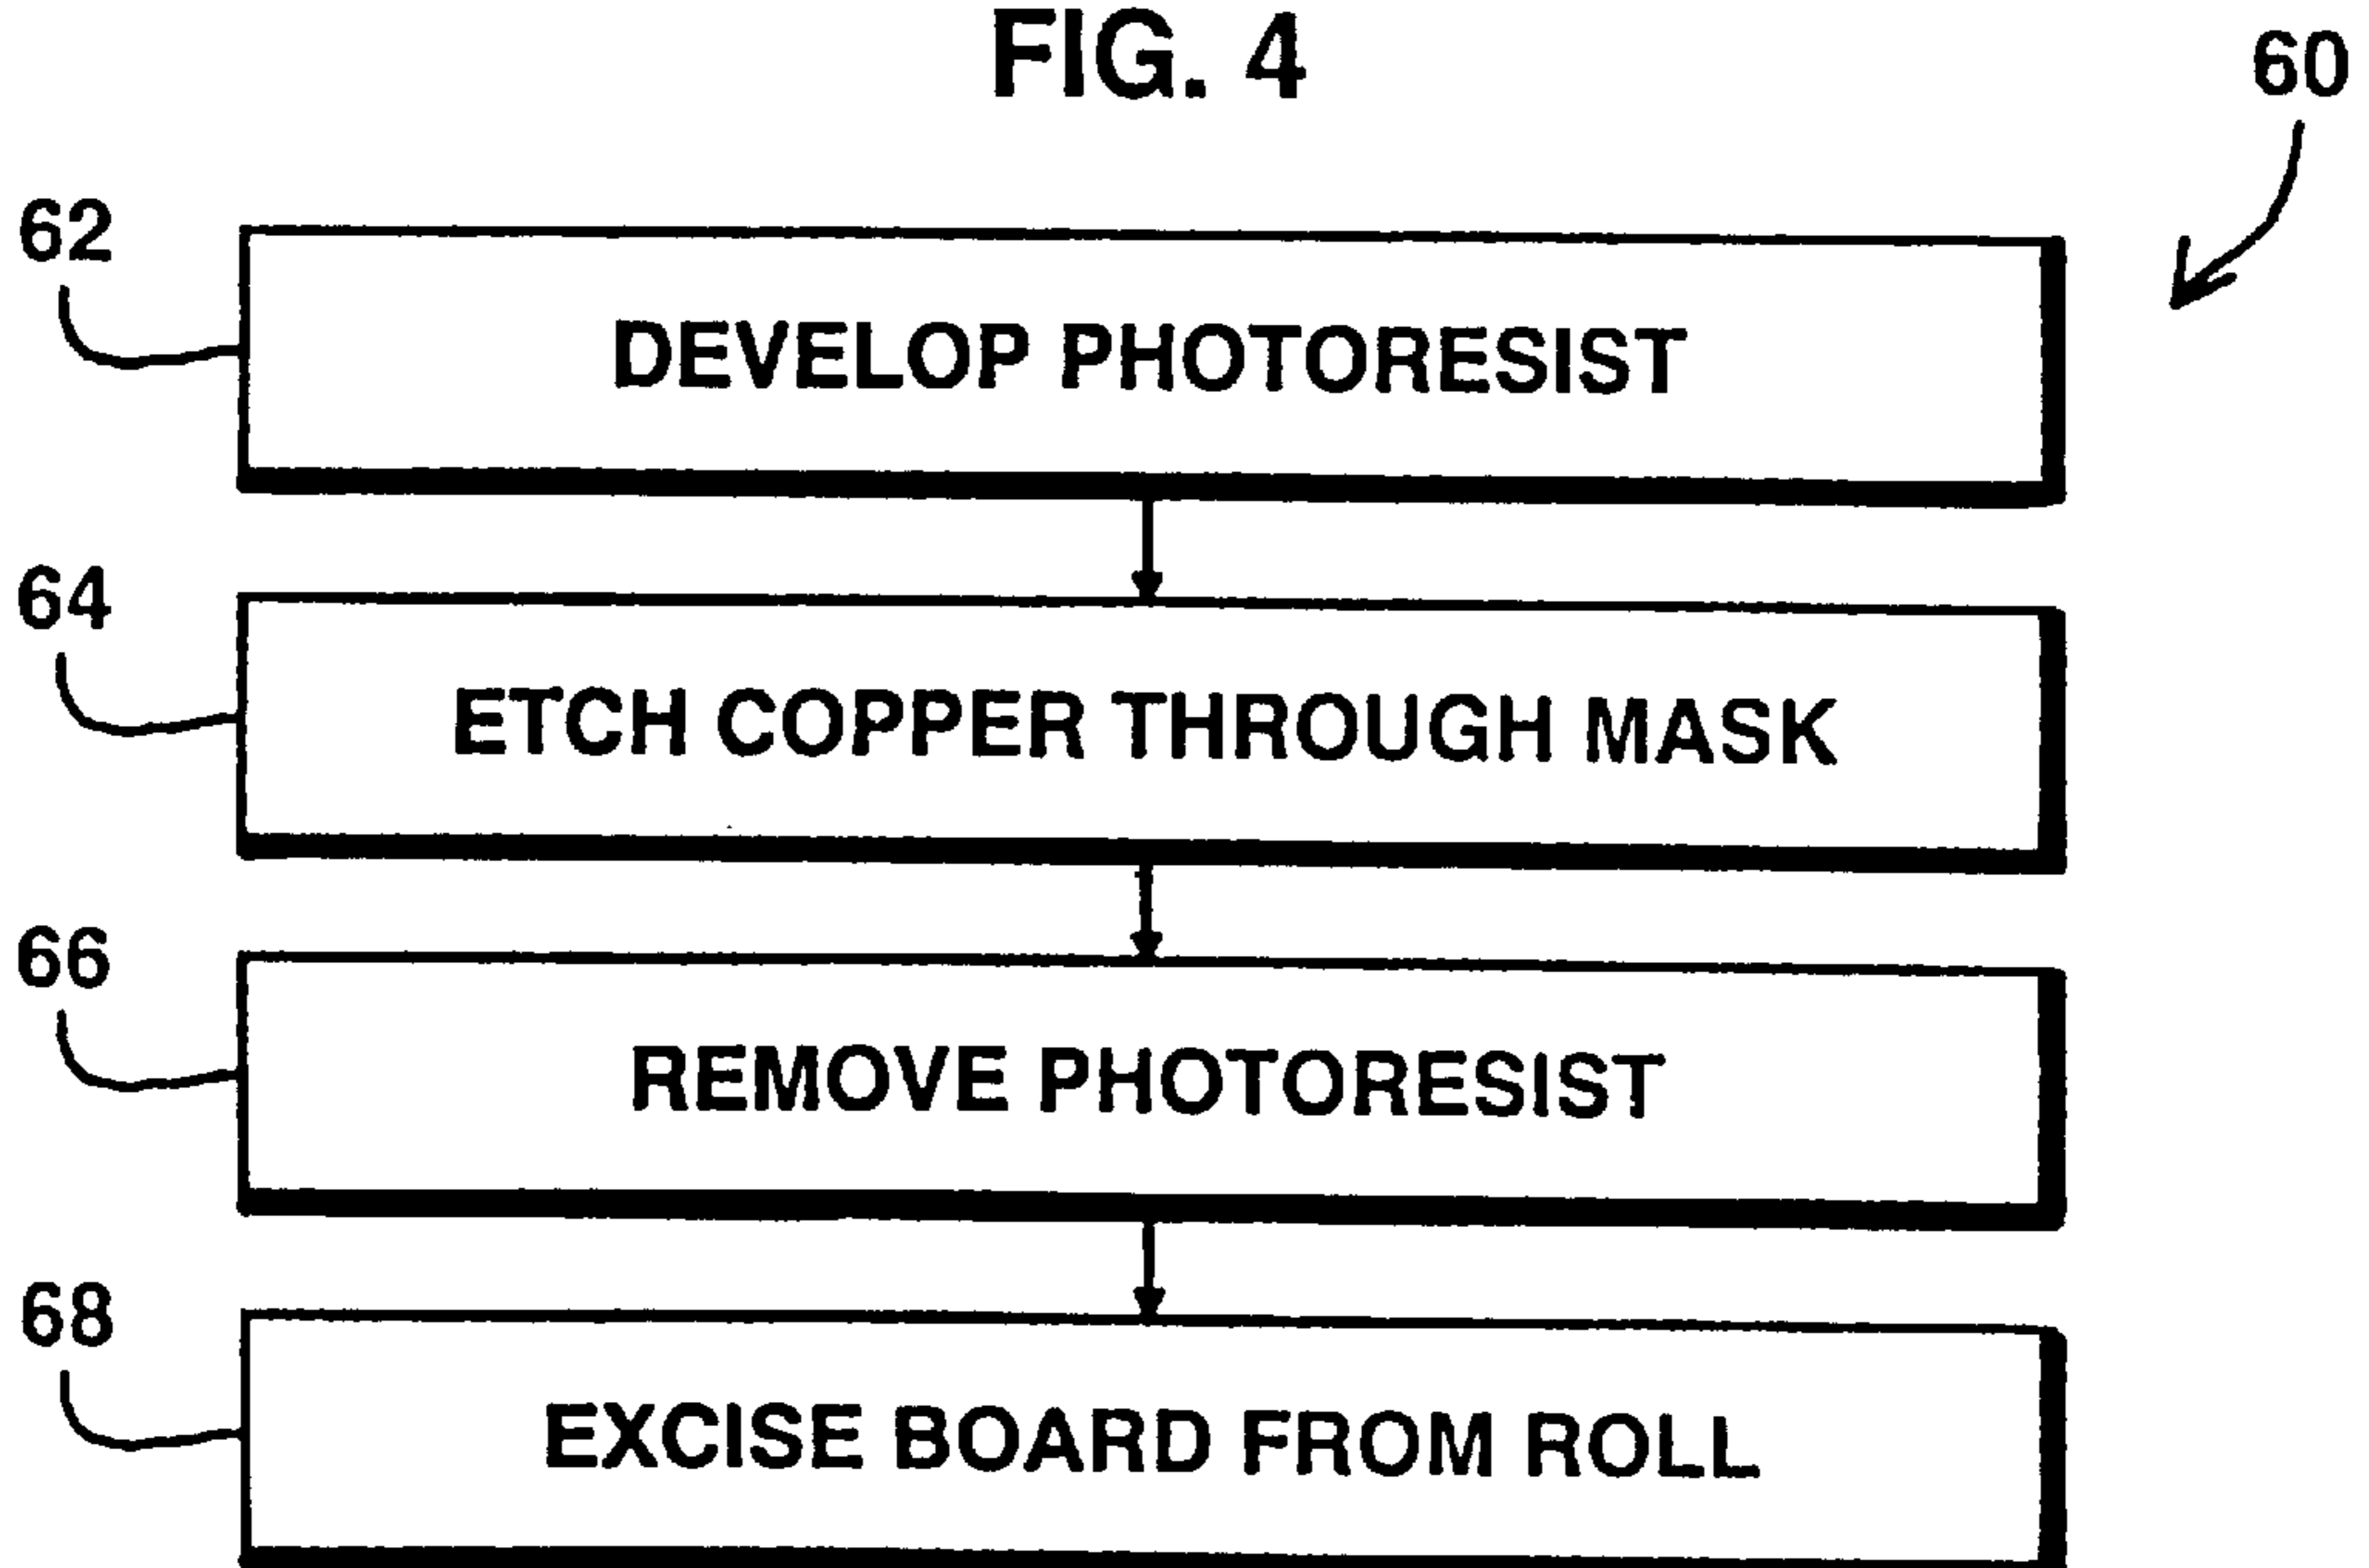 FIG. 4
60
62
DEVELOP PHOTORESIST
64
ETCH COPPER THROUGH MASK
66
REMOVE PHOTORESIST
68
EXCISE BOARD FROM ROLL